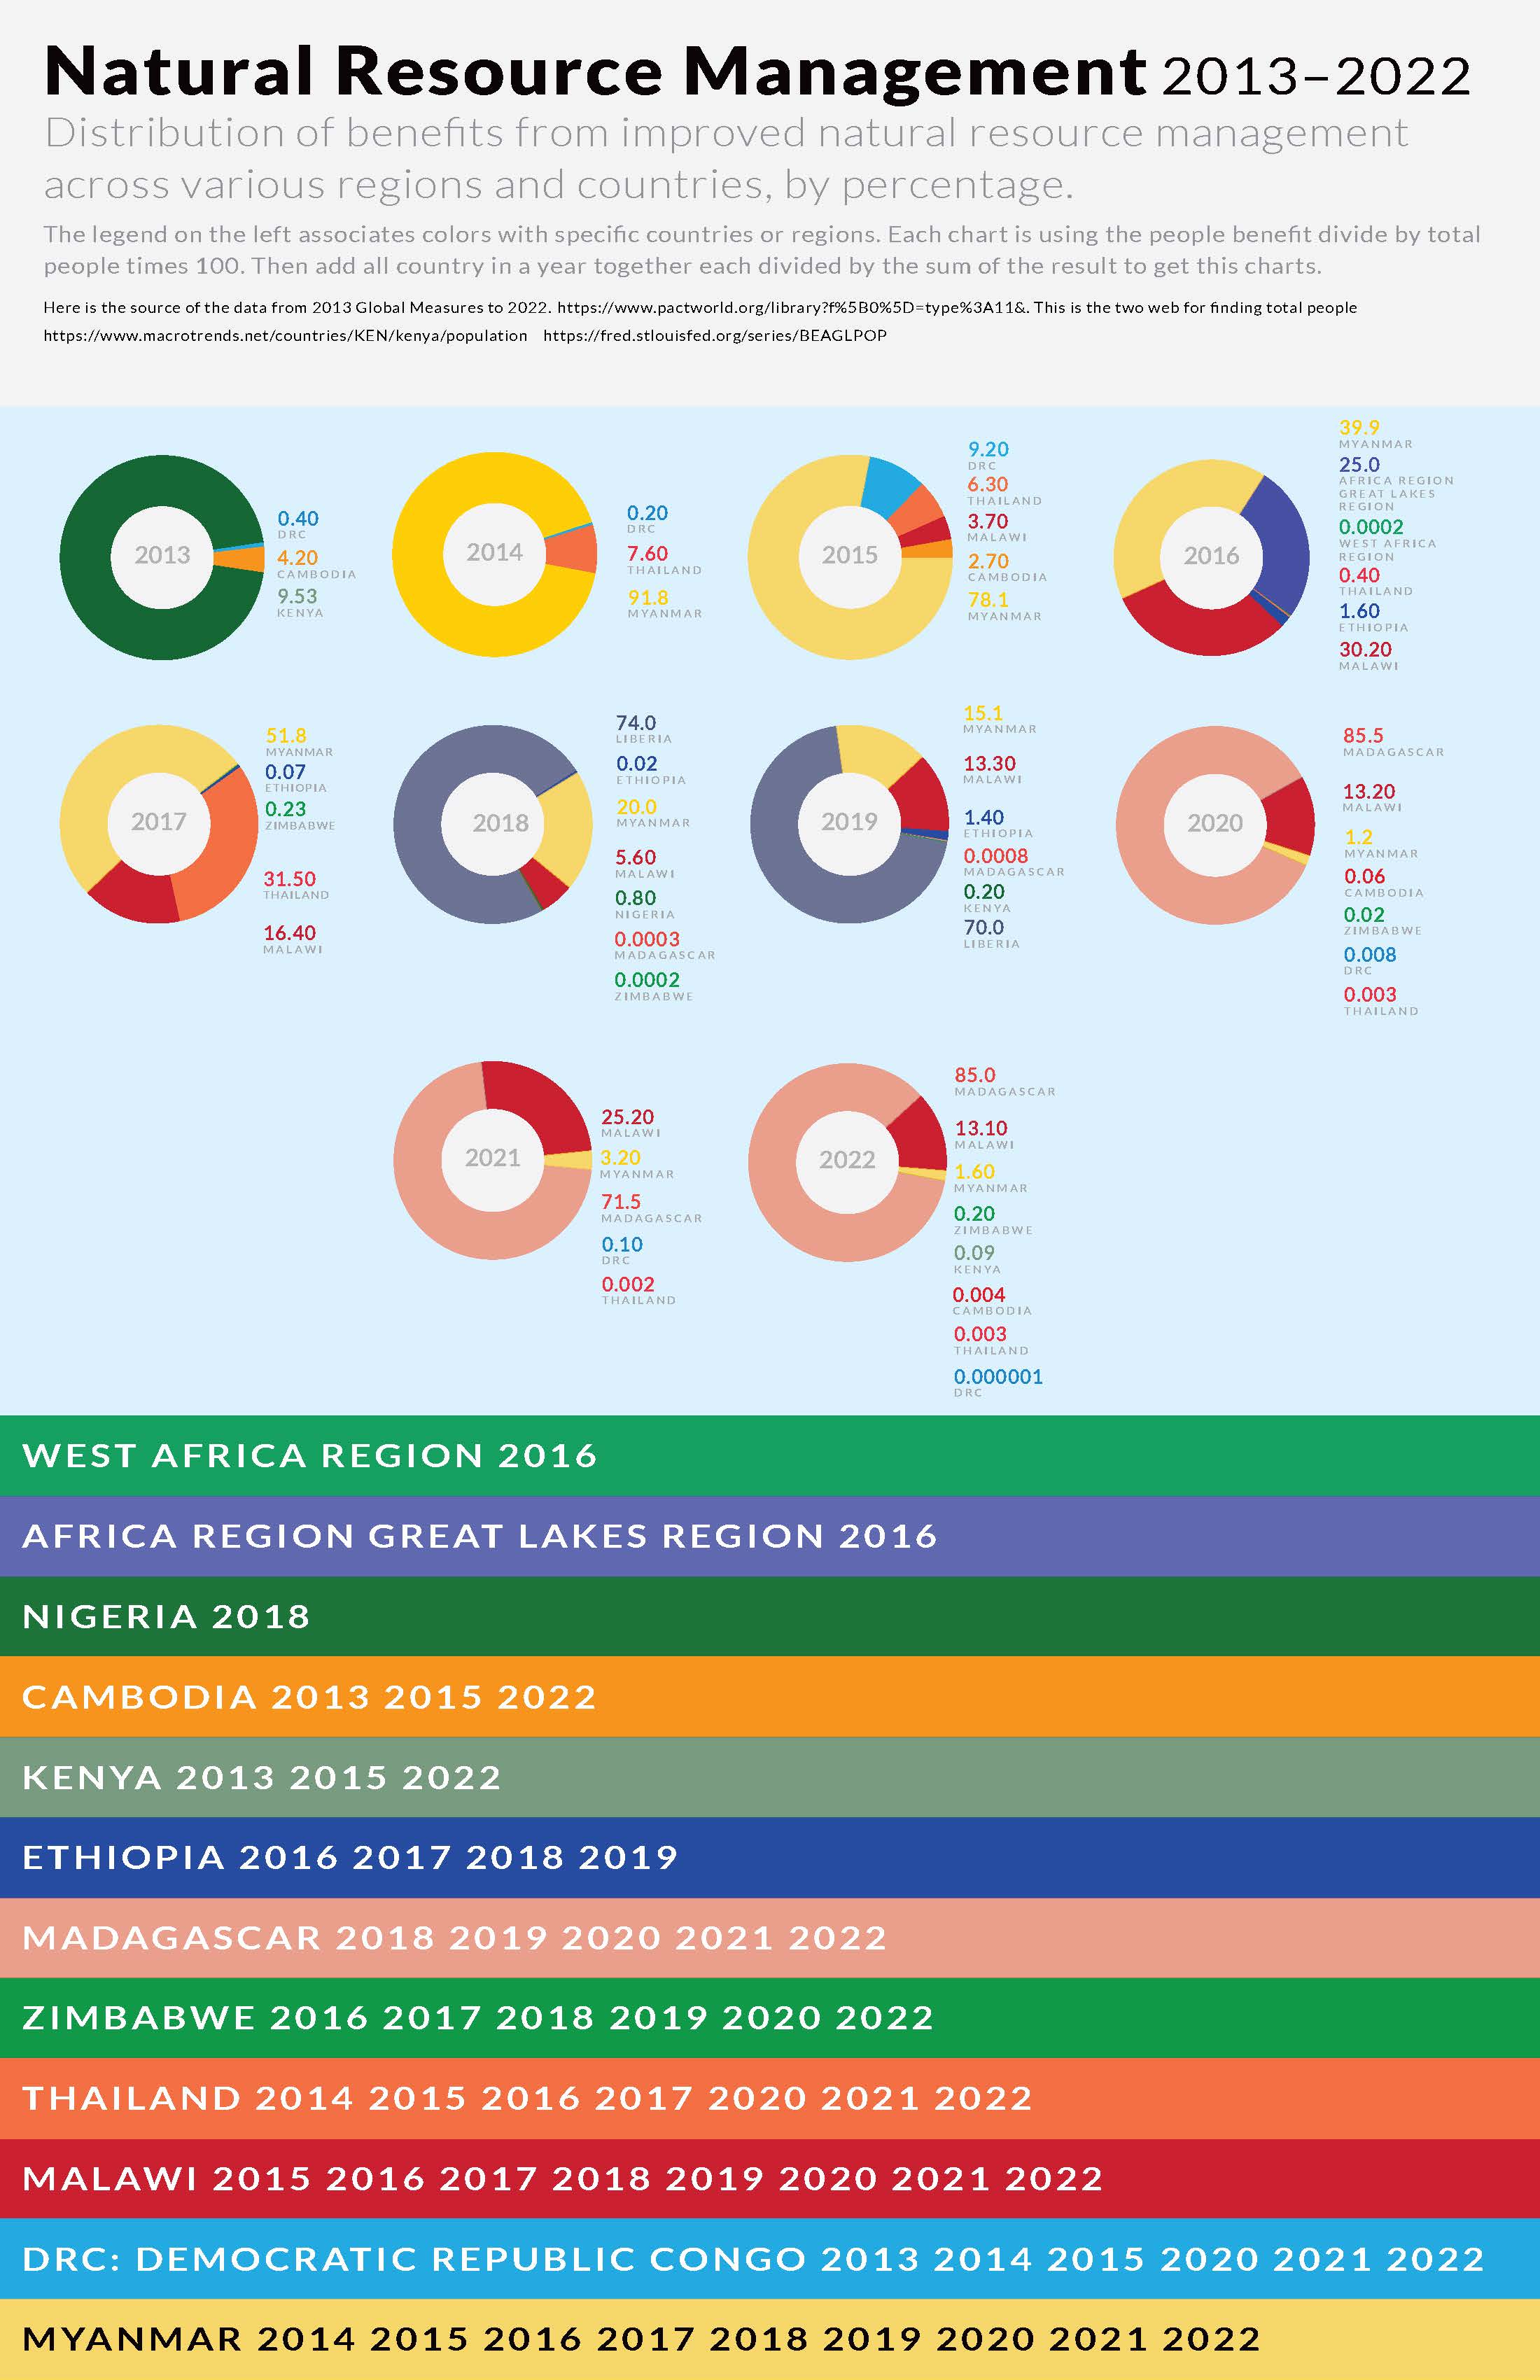 Natural Resource Management 2013–2022
Distribution of benefits from improved natural resource management
across various regions and countries, by percentage.
The legend on the left associates colors with specific countries or regions. Each chart is using the people benefit divide by total
people times 100. Then add all country in a year together each divided by the sum of the result to get this charts.
Here is the source of the data from 2013 Global Measures to 2022. https://www.pactworld.org/library?f%5B0%5D=type%3A11&. This is the two web for finding total people
https://www.macrotrends.net/countries/KEN/kenya/population https://fred.stlouisfed.org/series/BEAGLPOP
2013
0.40
DRC
4.20
CAMBODIA
9.53
KENYA
2014
0.20
DRC
7.60
THAILAND
91.8
MYANMAR
2015
9.20
DRC
6.30
THAILAND
3.70
MALAWI
2.70
CAMBODIA
78.1
MYANMAR
2016
39.9
MYANMAR
25.0
AFRICA REGION
GREAT LAKES
REGION
0.0002
WEST AFRICA
REGION
0.40
THAILAND
1.60
ETHIOPIA
30.20
MALAWI
2017
51.8
MYANMAR
0.07
ETHIOPIA
0.23
ZIMBABWE
31.50
THAILAND
16.40
MALAWI
2018
74.0
LIBERIA
0.02
ETHIOPIA
20.0
MYANMAR
5.60
MALAWI
0.80
NIGERIA
0.0003
MADAGASCAR
0.0002
ZIMBABWE
2019
15.1
MYANMAR
13.30
MALAWI
1.40
ETHIOPIA
0.0008
MADAGASCAR
0.20
KENYA
70.0
LIBERIA
2020
85.5
MADAGASCAR
13.20
MALAWI
1.2
MYANMAR
0.06
CAMBODIA
0.02
ZIMBABWE
0.008
DRC
0.003
THAILAND
2021
25.20
MALAWI
3.20
MYANMAR
71.5
MADAGASCAR
0.10
DRC
0.002
THAILAND
2022
85.0
MADAGASCAR
13.10
MALAWI
1.60
MYANMAR
0.20
ZIMBABWE
0.09
KENYA
0.004
CAMBODIA
0.003
THAILAND
0.000001
DRC
WEST AFRICA REGION 2016
AFRICA REGION GREAT LAKES REGION 2016
NIGERIA 2018
CAMBODIA 2013 2015 2022
KENYA 2013 2015 2022
ETHIOPIA 2016 2017 2018 2019
MADAGASCAR 2018 2019 2020 2021 2022
ZIMBABWE 2016 2017 2018 2019 2020 2022
THAILAND 2014 2015 2016 2017 2020 2021 2022
MALAWI 2015 2016 2017 2018 2019 2020 2021 2022
DRC: DEMOCRATIC REPUBLIC CONGO 2013 2014 2015 2020 2021 2022
MYANMAR 2014 2015 2016 2017 2018 2019 2020 2021 2022